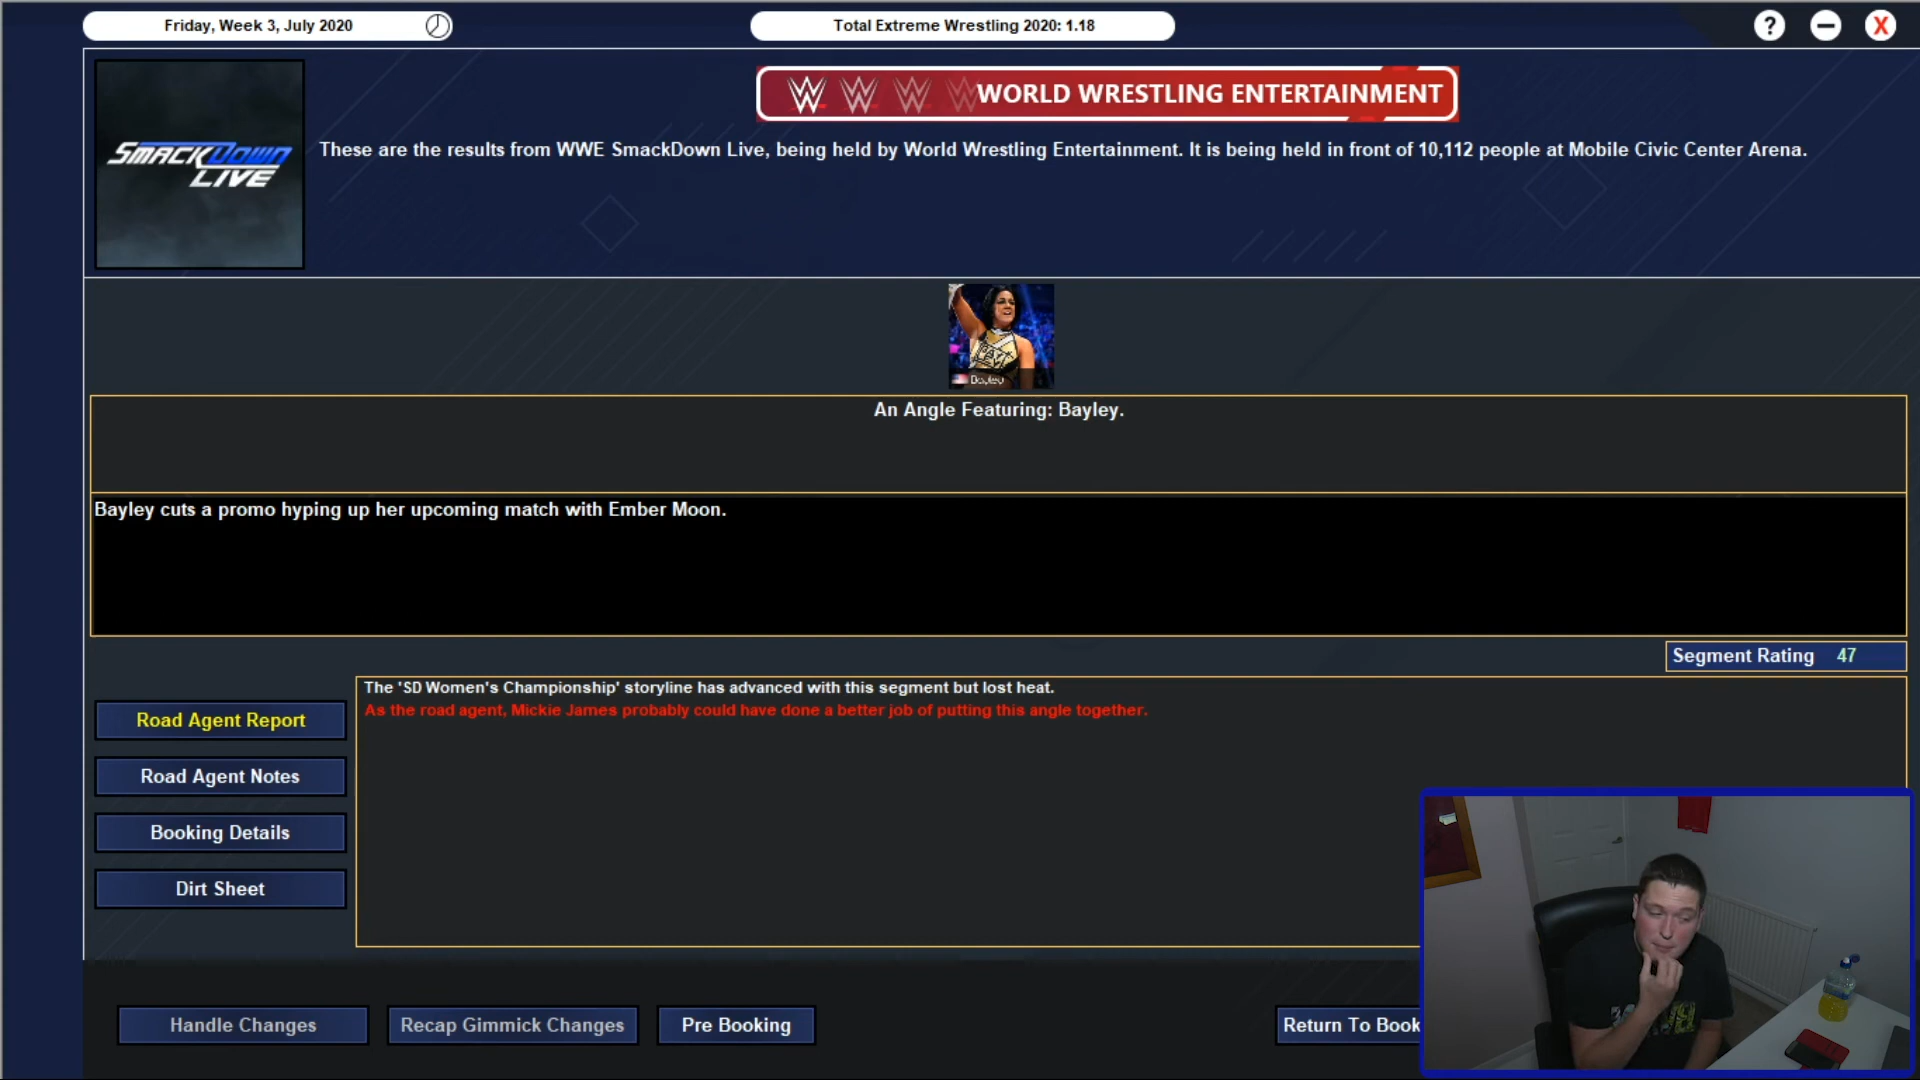 Friday, Week 3, July 2020
Total Extreme Wrestling 2020: 1.18
?
X
WORLD WRESTLING ENTERTAINMENT
SMACKDOWN
LIVE
These are the results from WWE SmackDown Live, being held by World Wrestling Entertainment. It is being held in front of 10,112 people at Mobile Civic Center Arena.
Bayley
An Angle Featuring: Bayley.
Bayley cuts a promo hyping up her upcoming match with Ember Moon.
Segment Rating 47
The 'SD Women's Championship' storyline has advanced with this segment but lost heat.
As the road agent, Mickie James probably could have done a better job of putting this angle together.
Road Agent Report
Road Agent Notes
Booking Details
Dirt Sheet
Handle Changes
Recap Gimmick Changes
Pre Booking
Return To Book